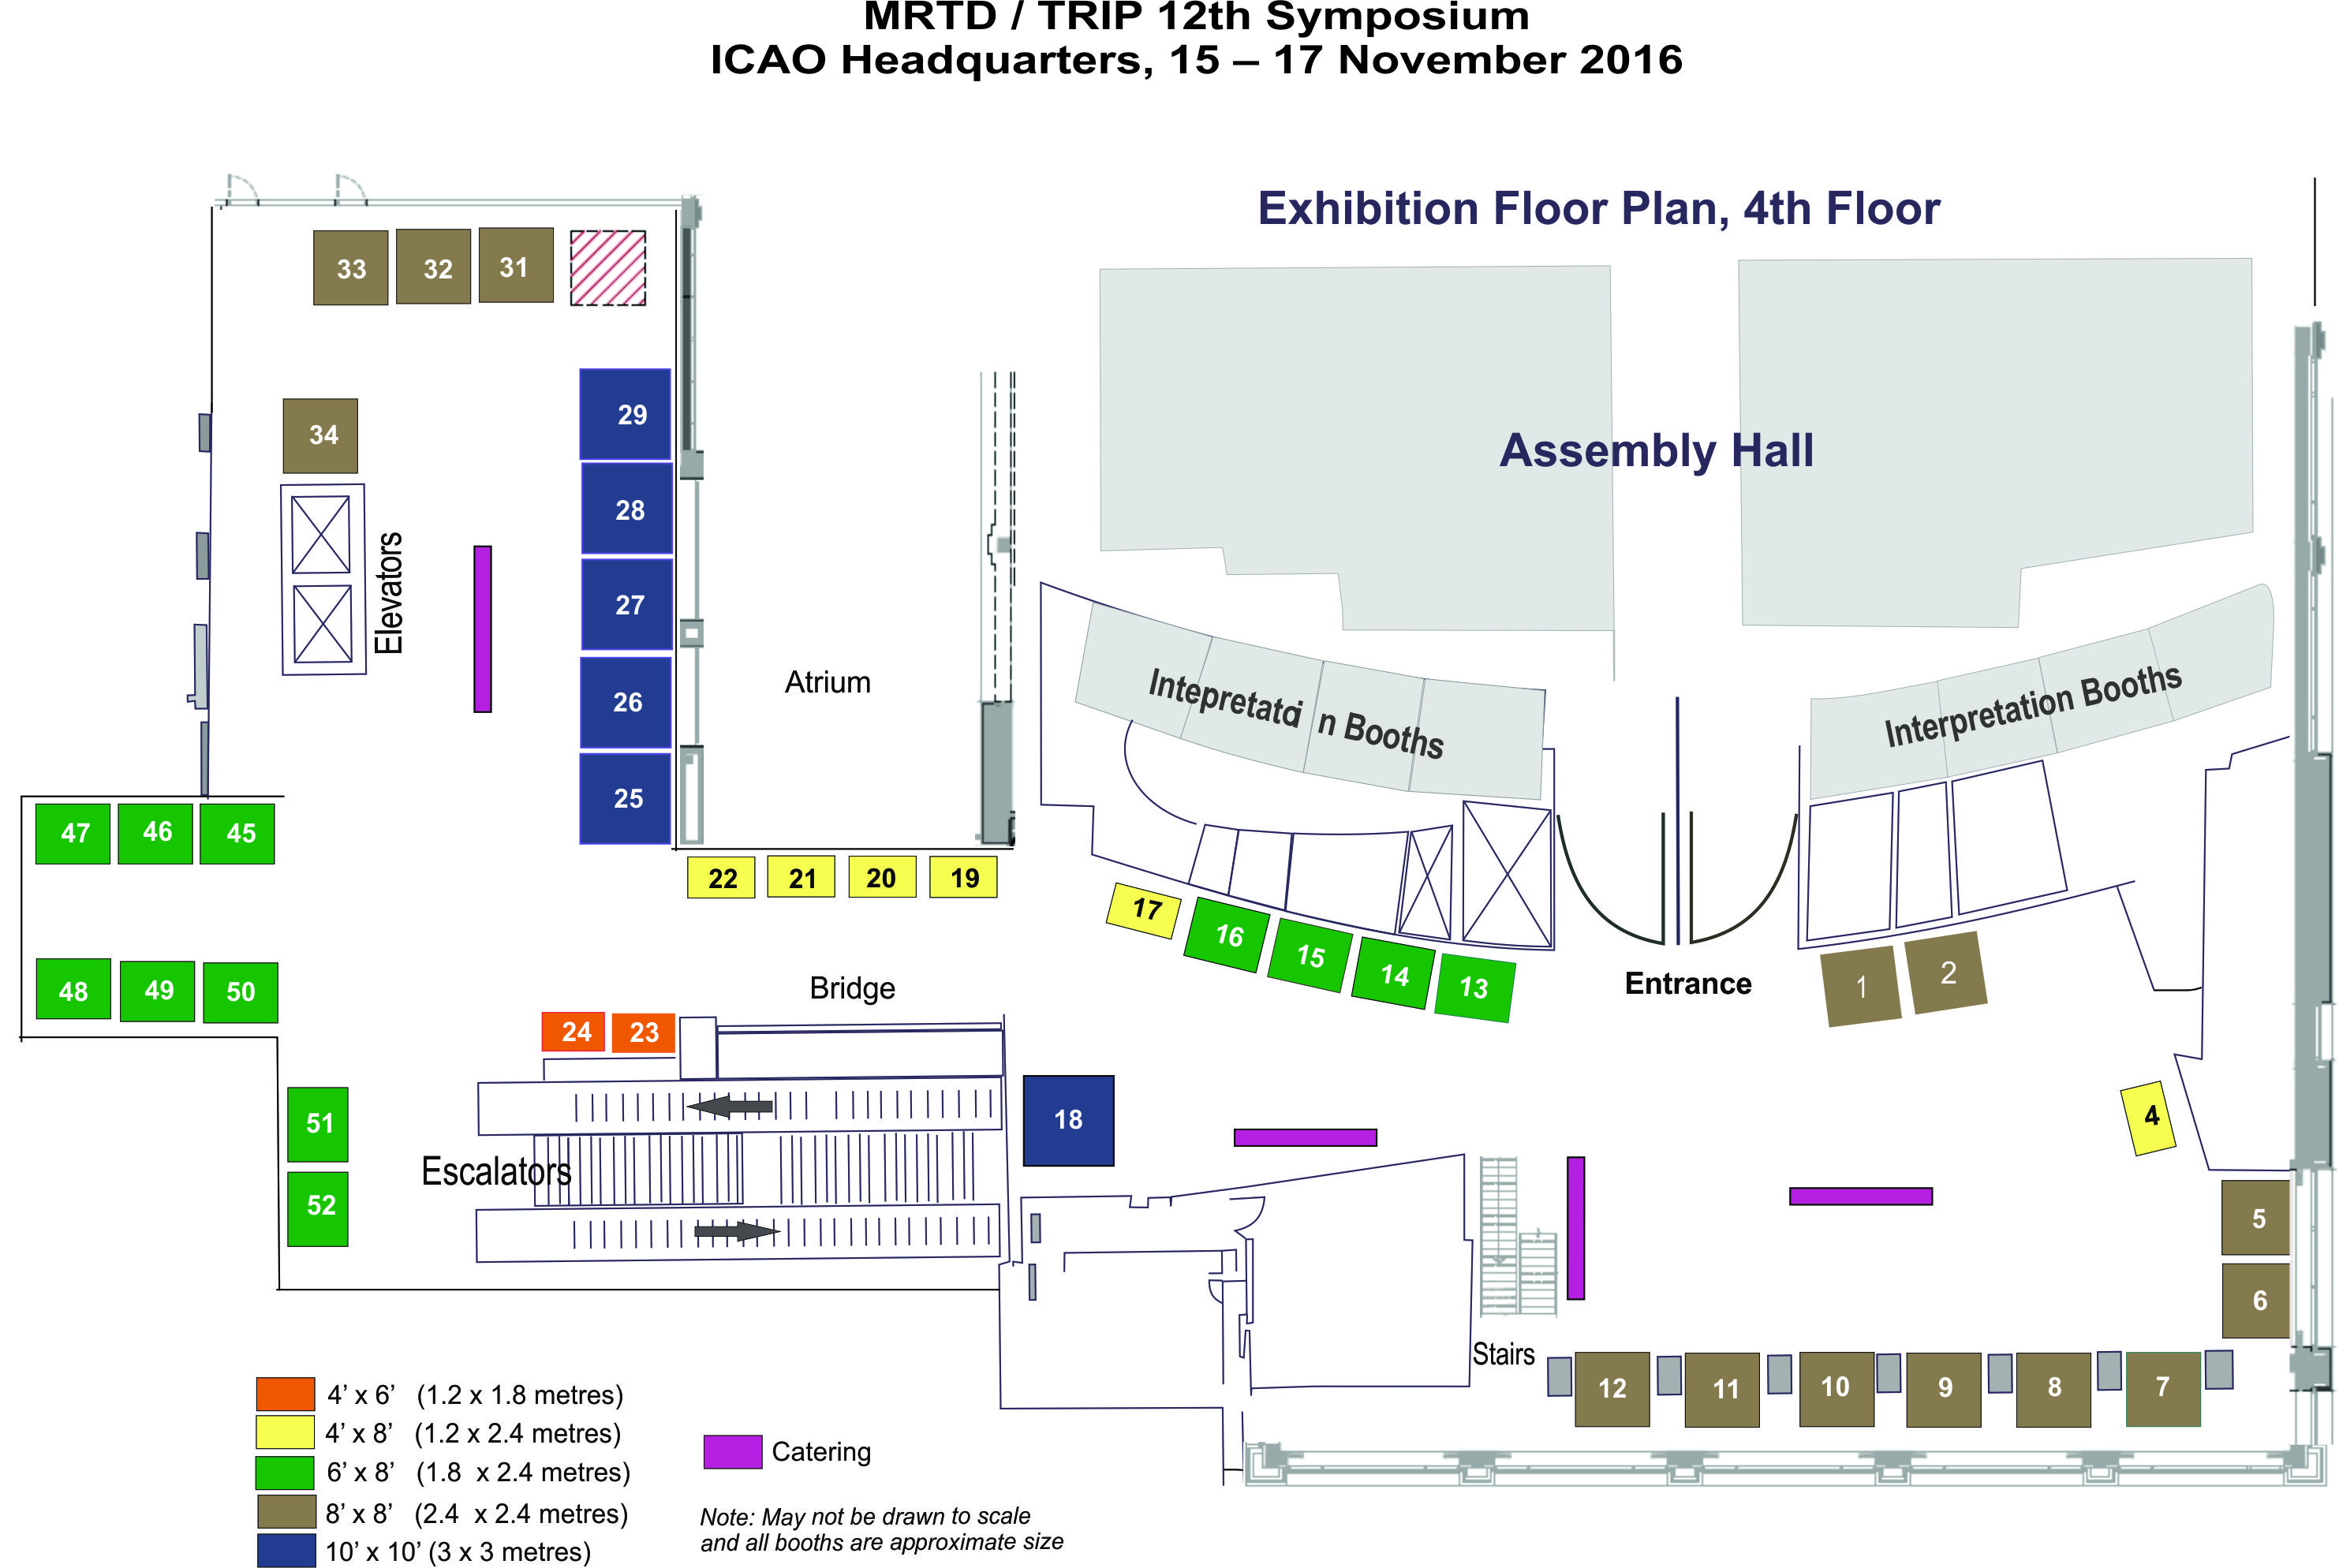 MRTD / TRIP 12th Symposium
ICAO Headquarters, 15 – 17 November 2016
Exhibition Floor Plan, 4th Floor
33 32 31
29
34
Assembly Hall
28
Elevators
27
Atrium
26
Intepretatoi n Booths
Interpretation Booths
25
47 46 45
22 21 20 19
17
16
15
14
13
Entrance
1
2
48 49 50
Bridge
24 23
51
18
4
Escalators
52
5
6
Stairs
12 11 10 9 8 7
4’ x 6’ (1.2 x 1.8 metres)
4’ x 8’ (1.2 x 2.4 metres)
6’ x 8’ (1.8 x 2.4 metres)
8’ x 8’ (2.4 x 2.4 metres)
10’ x 10’ (3 x 3 metres)
Catering
Note: May not be drawn to scale
and all booths are approximate size